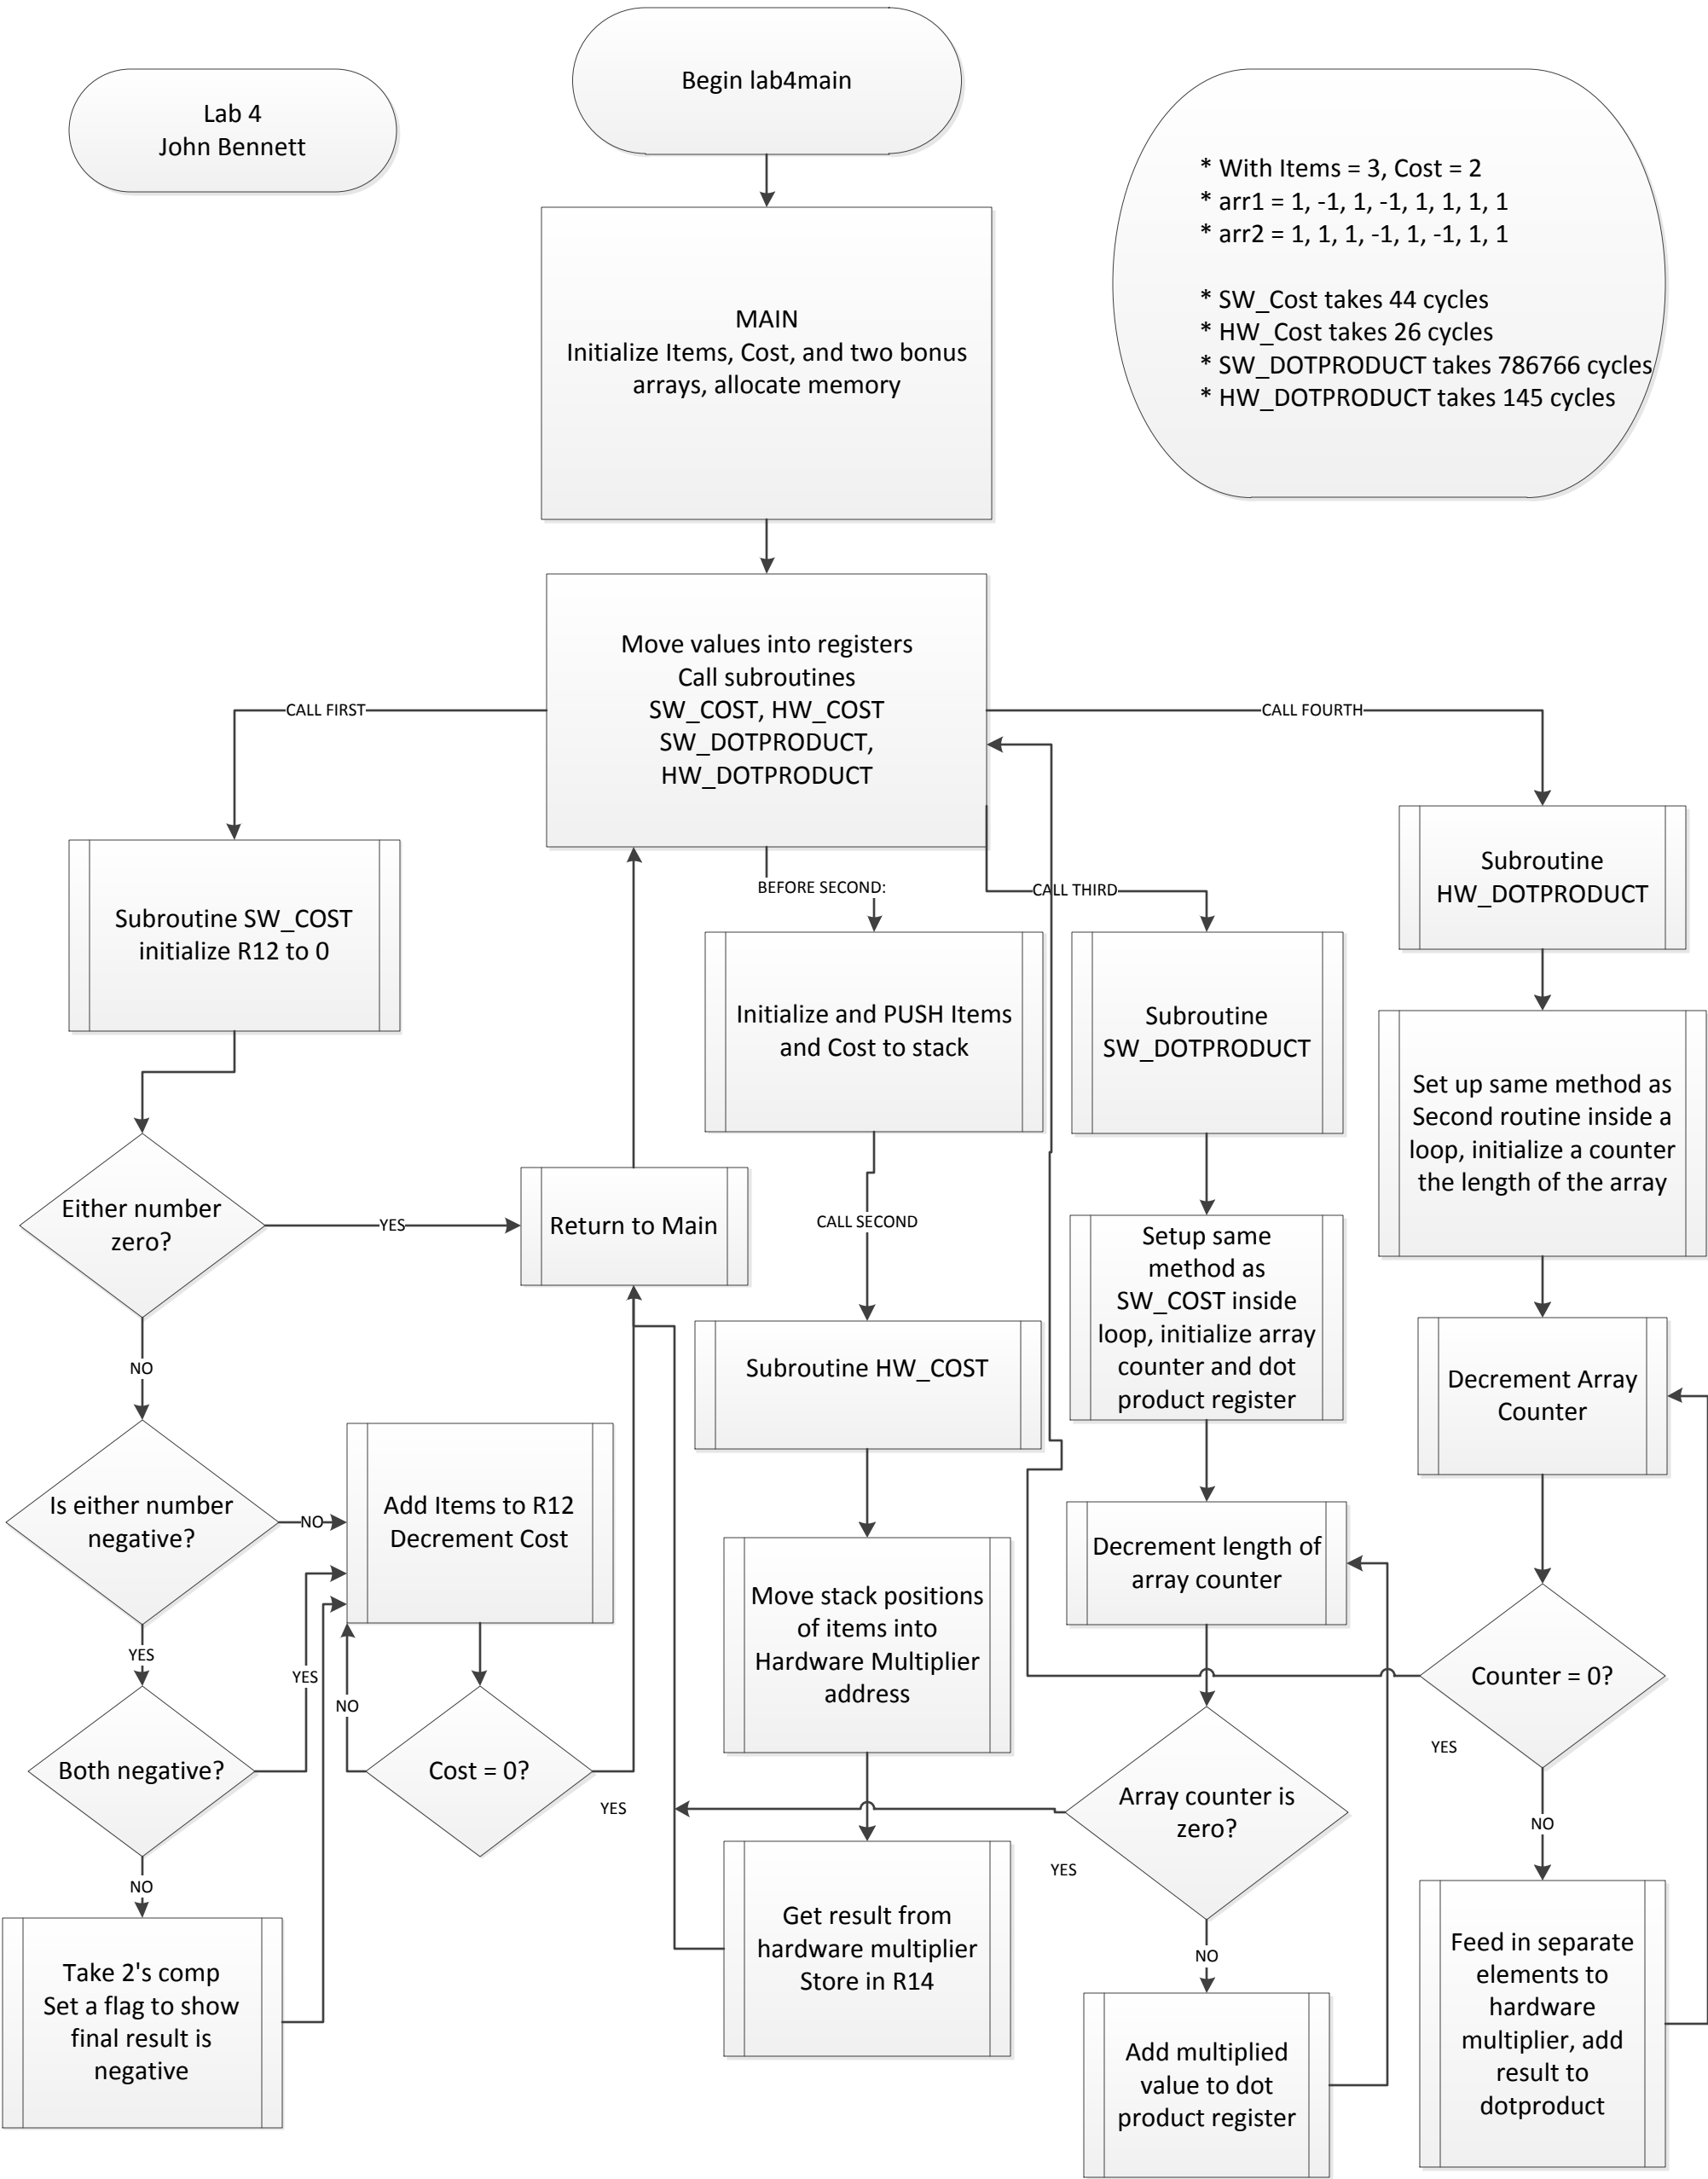 Lab 4
John Bennett
Begin lab4main
* With Items = 3, Cost = 2
* arr1 = 1, -1, 1, -1, 1, 1, 1, 1
* arr2 = 1, 1, 1, -1, 1, -1, 1, 1
* SW_Cost takes 44 cycles
* HW_Cost takes 26 cycles
* SW_DOTPRODUCT takes 786766 cycles
* HW_DOTPRODUCT takes 145 cycles
MAIN
Initialize Items, Cost, and two bonus
arrays, allocate memory
Move values into registers
Call subroutines
SW_COST, HW_COST
SW_DOTPRODUCT,
HW_DOTPRODUCT
CALL FIRST
CALL FOURTH
BEFORE SECOND:
CALL THIRD
Subroutine SW_COST
initialize R12 to 0
Either number
zero?
YES
Return to Main
NO
Is either number
negative?
NO
YES
Both negative?
YES
NO
Take 2's comp
Set a flag to show
final result is
negative
Add Items to R12
Decrement Cost
NO
Cost = 0?
YES
Initialize and PUSH Items
and Cost to stack
CALL SECOND
Subroutine HW_COST
Move stack positions
of items into
Hardware Multiplier
address
Get result from
hardware multiplier
Store in R14
Subroutine
SW_DOTPRODUCT
Setup same
method as
SW_COST inside
loop, initialize array
counter and dot
product register
Decrement length of
array counter
Array counter is
zero?
YES
NO
Add multiplied
value to dot
product register
Subroutine
HW_DOTPRODUCT
Set up same method as
Second routine inside a
loop, initialize a counter
the length of the array
Decrement Array
Counter
Counter = 0?
YES
NO
Feed in separate
elements to
hardware
multiplier, add
result to
dotproduct